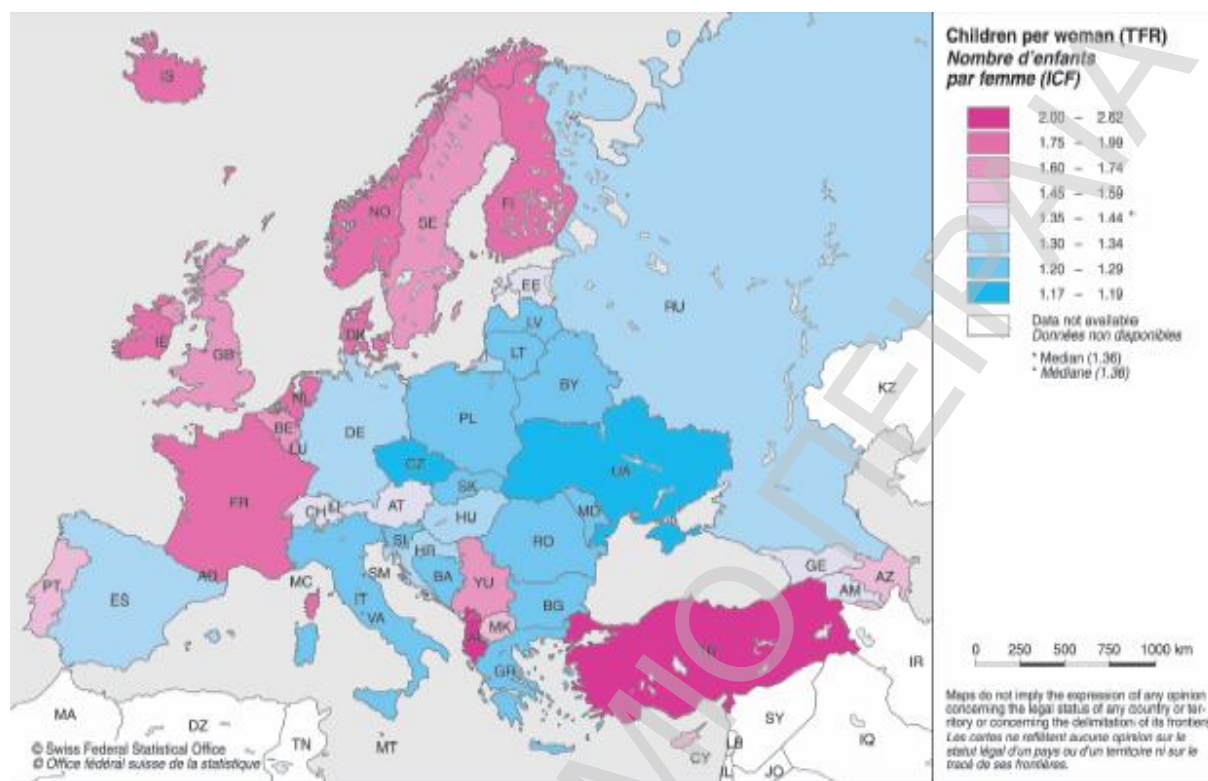 Children per woman (TFR)
Nombre d'enfants
par femme (ICF)
2.00 – 2.62
1.75 – 1.99
1.60 – 1.74
1.45 – 1.59
1.35 – 1.44 *
1.30 – 1.34
1.20 – 1.29
1.17 – 1.19
Data not available
Données non disponibles
* Median (1.36)
* Médiane (1.36)
IS
NO
SE
FI
RU
EE
LV
LT
BY
IE
GB
DK
NL
BE
LU
DE
PL
CZ
SK
UA
KZ
FR
CH
AT
HU
MD
RO
SI
HR
BA
YU
MK
BG
GE
AM
AZ
PT
ES
AD
MC
SM
IT
VA
GR
AL
TR
IR
MA
DZ
TN
MT
CY
LB
SY
IQ
IL
JO
0 250 500 750 1000 km
Maps do not imply the expression of any opinion
concerning the legal status of any country or ter-
ritory or concerning the delimitation of its frontiers.
Les cartes ne reflètent aucune opinion sur le
statut légal d'un pays ou d'un territoire ni sur le
tracé de ses frontières.
© Swiss Federal Statistical Office
© Office fédéral suisse de la statistique
ΠΕΙΡΑΙΑ